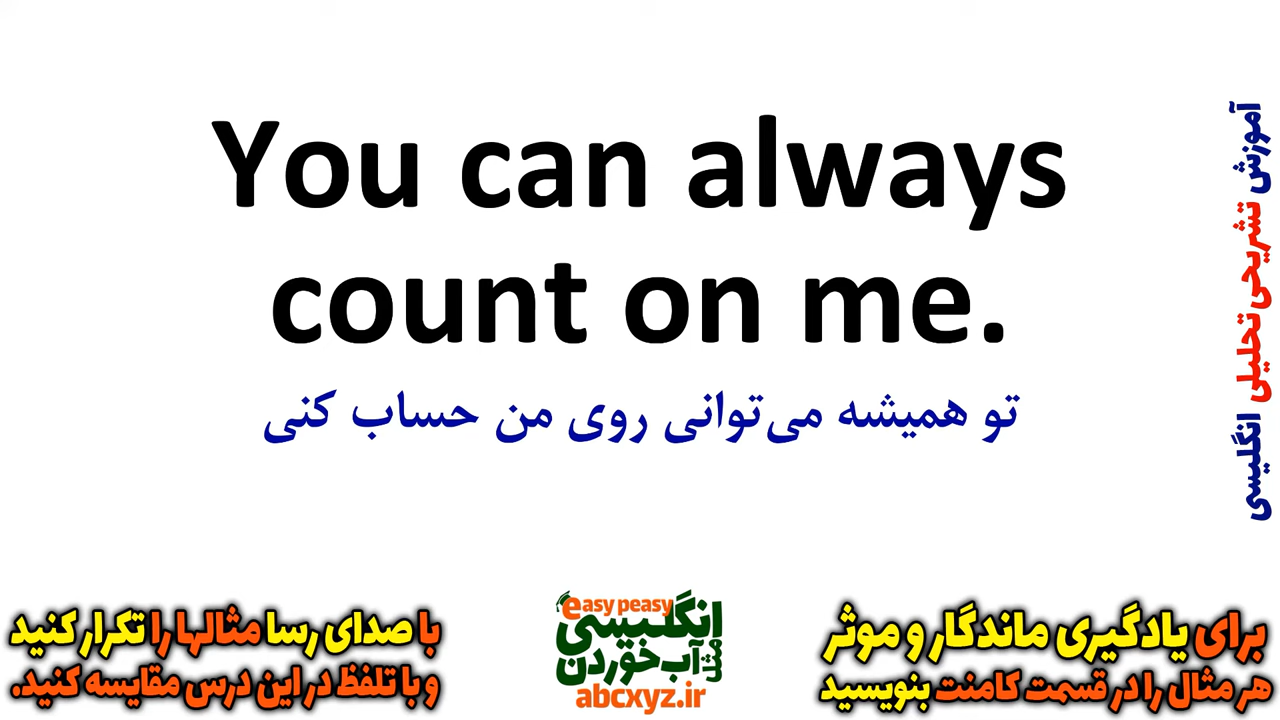 You can always
count on me.
تو همیشه می‌توانی روی من حساب کنی
آموزش تشریحی تحلیلی انگلیسی
برای یادگیری ماندگار و موثر
هر مثال را در قسمت کامنت بنویسید
easy peasy
انگلیسی
مثل آب خوردن
abcxyz.ir
با صدای رسا مثالها را تکرار کنید
و با تلفظ در این درس مقایسه کنید.